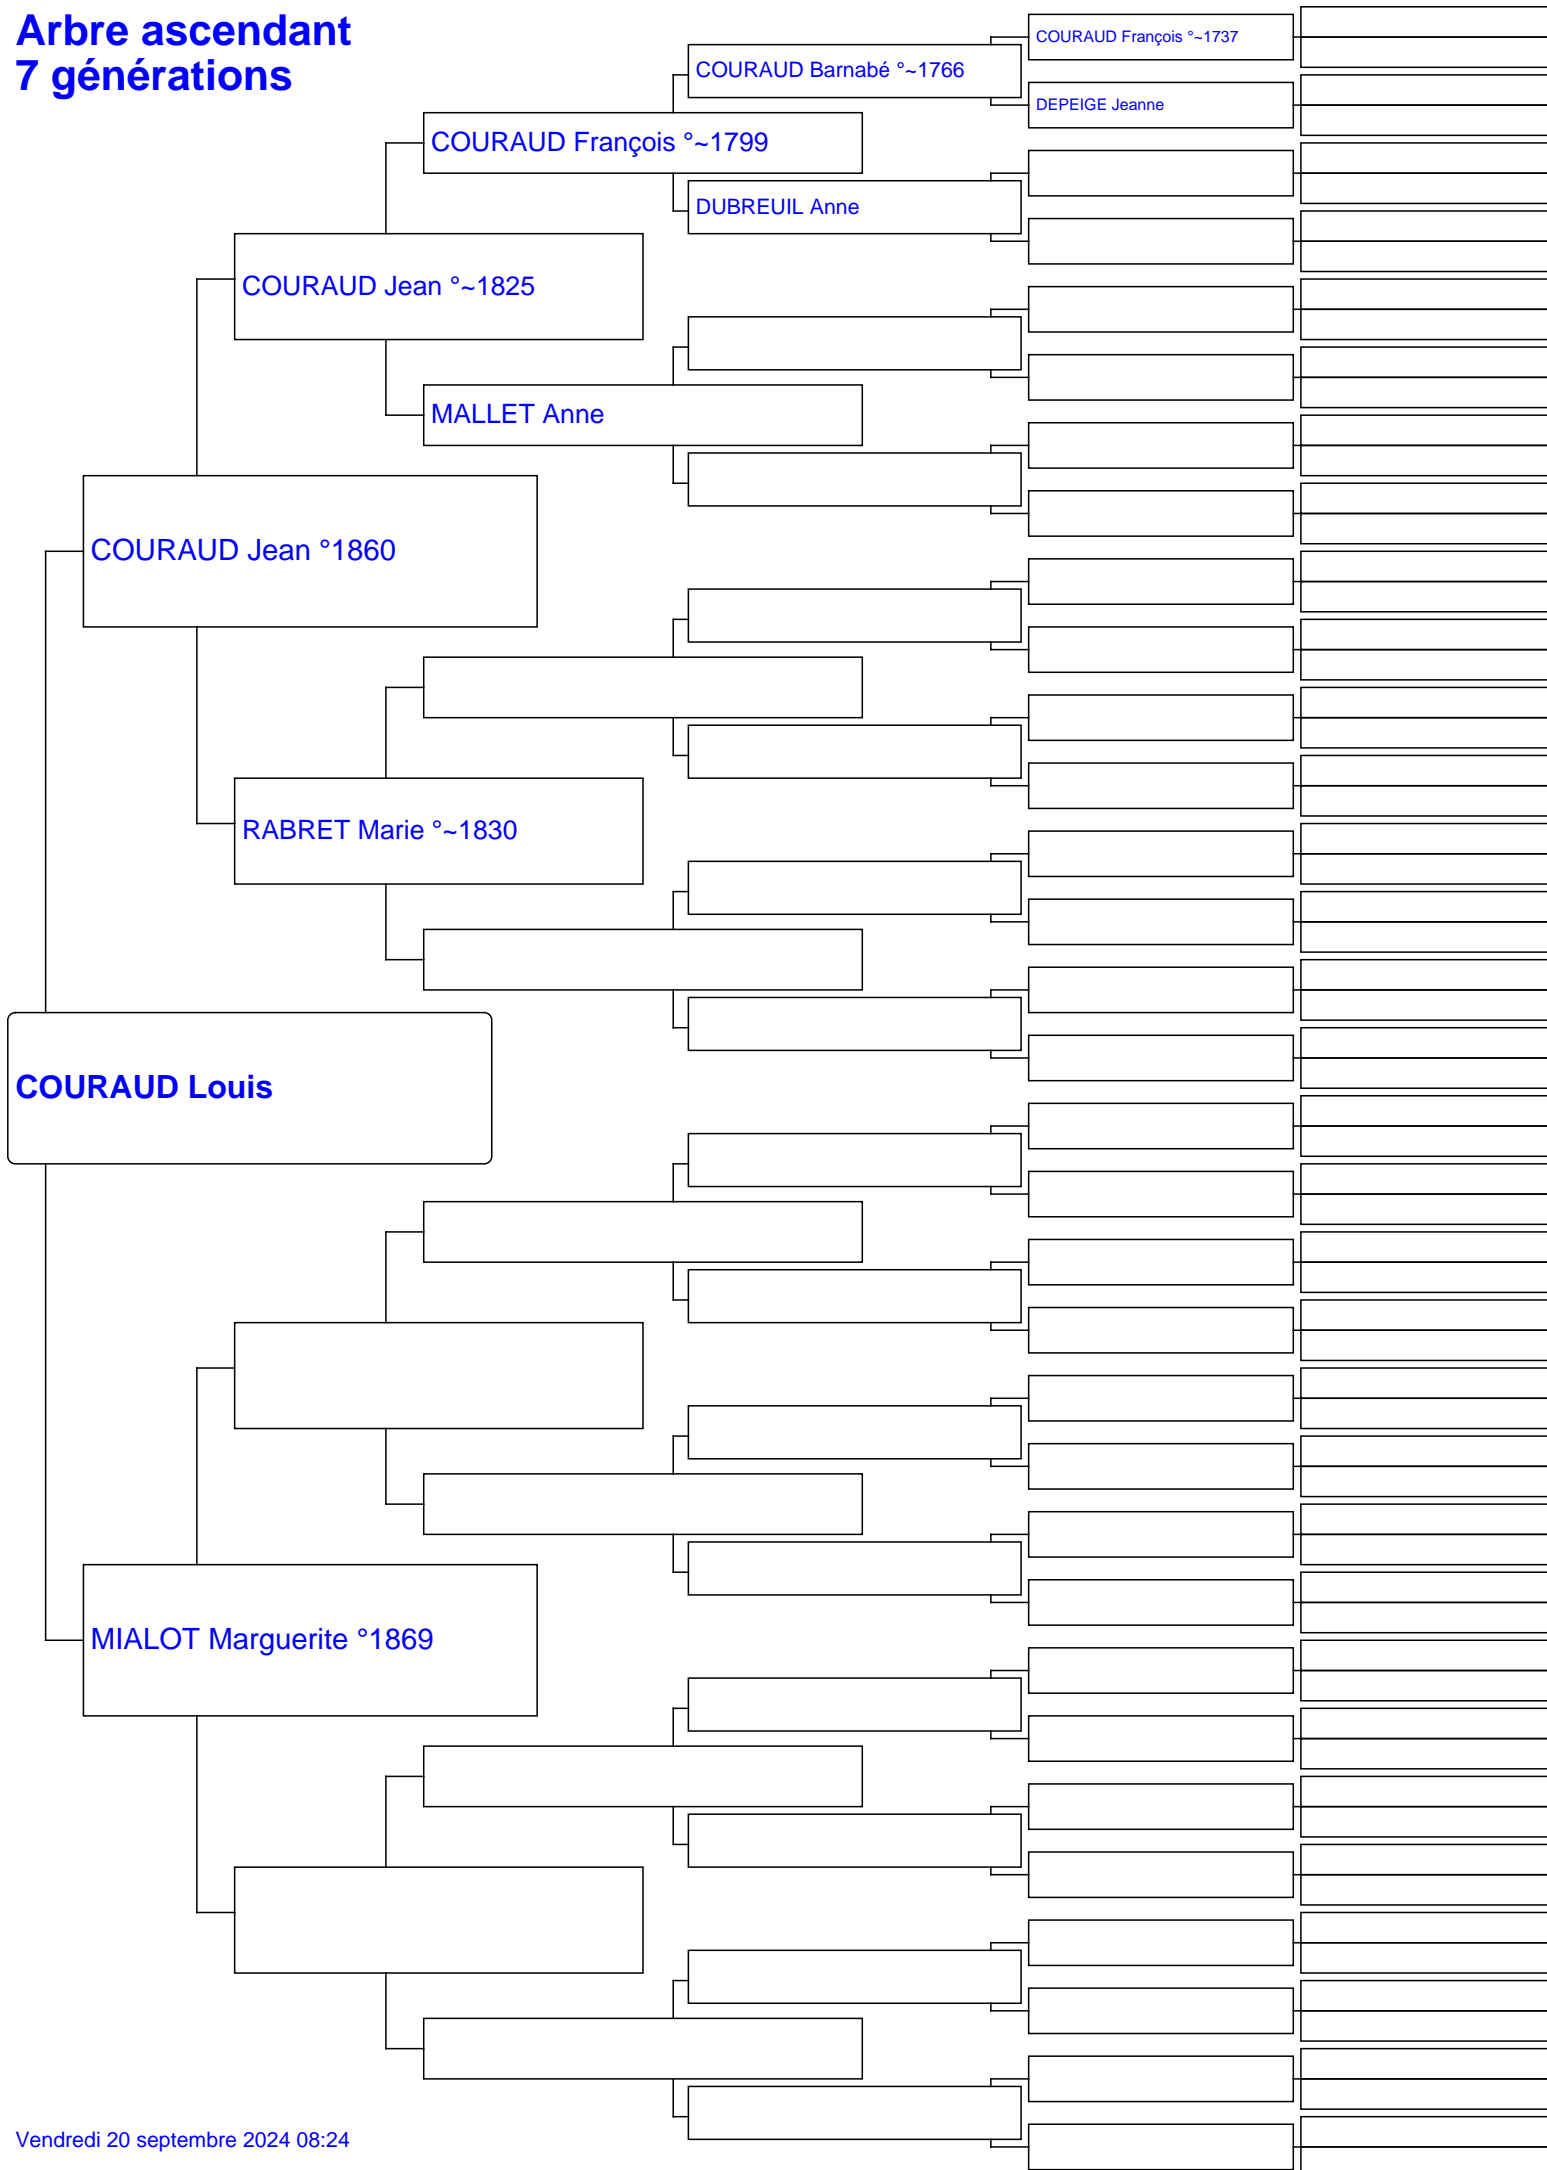 Arbre ascendant
7 générations
COURAUD François °~1737
COURAUD Barnabé °~1766
DEPEIGE Jeanne
COURAUD François °~1799
DUBREUIL Anne
COURAUD Jean °~1825
MALLET Anne
COURAUD Jean °1860
RABRET Marie °~1830
COURAUD Louis
MIALOT Marguerite °1869
Vendredi 20 septembre 2024 08:24